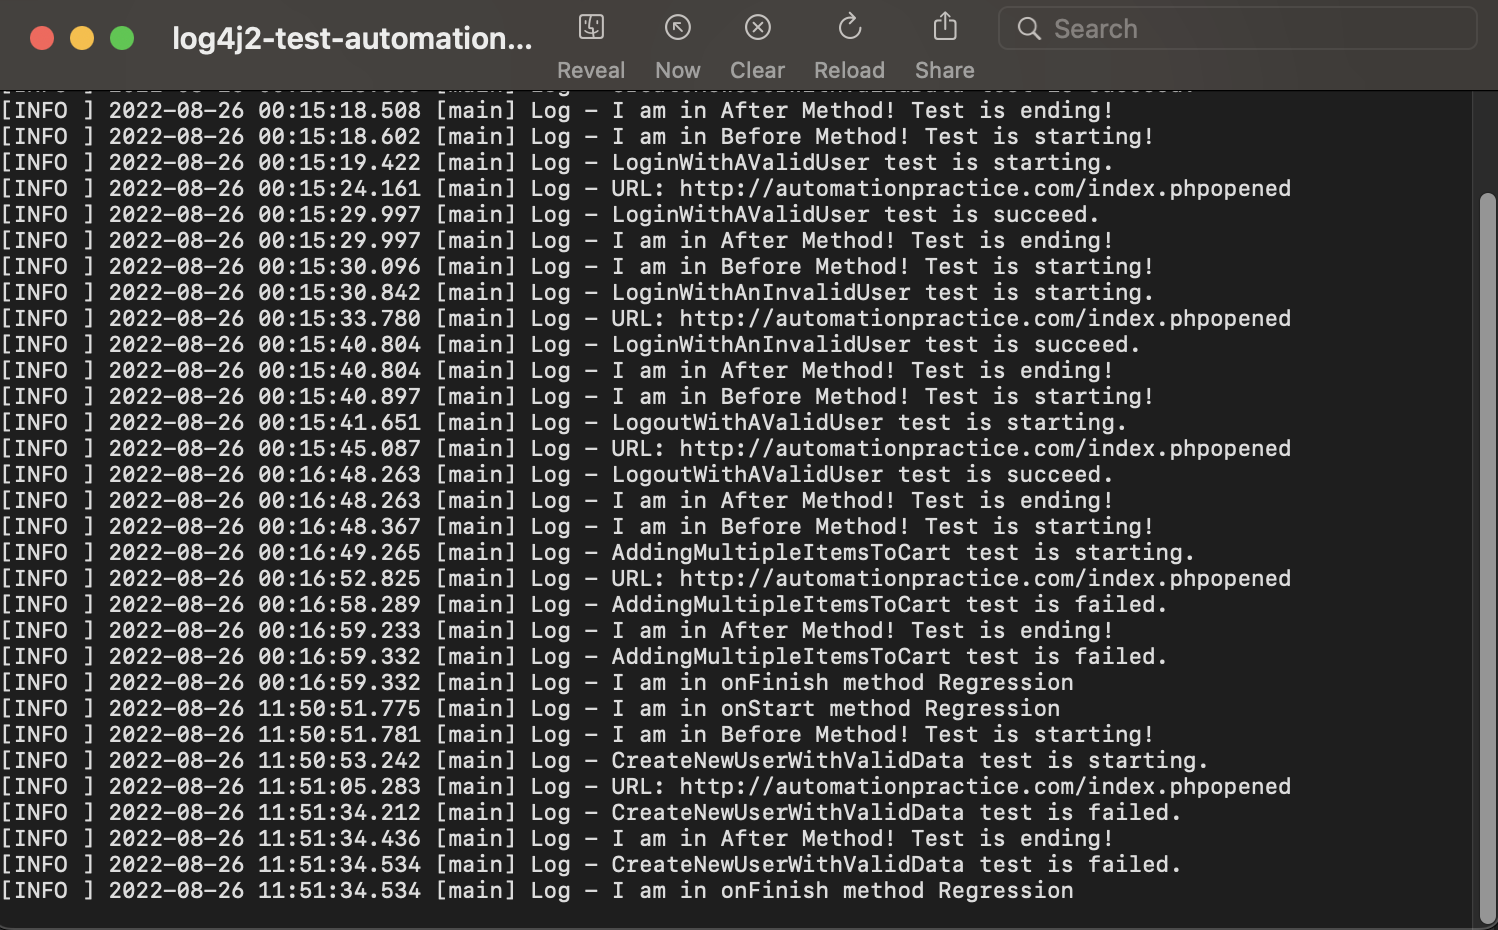 log4j2-test-automation...
Reveal
Now
Clear
Reload
Share
Search
[INFO ] 2022-08-26 00:15:18.508 [main] Log - I am in After Method! Test is ending!
[INFO ] 2022-08-26 00:15:18.602 [main] Log - I am in Before Method! Test is starting!
[INFO ] 2022-08-26 00:15:19.422 [main] Log - LoginWithAValidUser test is starting.
[INFO ] 2022-08-26 00:15:24.161 [main] Log - URL: http://automationpractice.com/index.phpopened
[INFO ] 2022-08-26 00:15:29.997 [main] Log - LoginWithAValidUser test is succeed.
[INFO ] 2022-08-26 00:15:29.997 [main] Log - I am in After Method! Test is ending!
[INFO ] 2022-08-26 00:15:30.096 [main] Log - I am in Before Method! Test is starting!
[INFO ] 2022-08-26 00:15:30.842 [main] Log - LoginWithAnInvalidUser test is starting.
[INFO ] 2022-08-26 00:15:33.780 [main] Log - URL: http://automationpractice.com/index.phpopened
[INFO ] 2022-08-26 00:15:40.804 [main] Log - LoginWithAnInvalidUser test is succeed.
[INFO ] 2022-08-26 00:15:40.804 [main] Log - I am in After Method! Test is ending!
[INFO ] 2022-08-26 00:15:40.897 [main] Log - I am in Before Method! Test is starting!
[INFO ] 2022-08-26 00:15:41.651 [main] Log - LogoutWithAValidUser test is starting.
[INFO ] 2022-08-26 00:15:45.087 [main] Log - URL: http://automationpractice.com/index.phpopened
[INFO ] 2022-08-26 00:16:48.263 [main] Log - LogoutWithAValidUser test is succeed.
[INFO ] 2022-08-26 00:16:48.263 [main] Log - I am in After Method! Test is ending!
[INFO ] 2022-08-26 00:16:48.367 [main] Log - I am in Before Method! Test is starting!
[INFO ] 2022-08-26 00:16:49.265 [main] Log - AddingMultipleItemsToCart test is starting.
[INFO ] 2022-08-26 00:16:52.825 [main] Log - URL: http://automationpractice.com/index.phpopened
[INFO ] 2022-08-26 00:16:58.289 [main] Log - AddingMultipleItemsToCart test is failed.
[INFO ] 2022-08-26 00:16:59.233 [main] Log - I am in After Method! Test is ending!
[INFO ] 2022-08-26 00:16:59.332 [main] Log - AddingMultipleItemsToCart test is failed.
[INFO ] 2022-08-26 00:16:59.332 [main] Log - I am in onFinish method Regression
[INFO ] 2022-08-26 11:50:51.775 [main] Log - I am in onStart method Regression
[INFO ] 2022-08-26 11:50:51.781 [main] Log - I am in Before Method! Test is starting!
[INFO ] 2022-08-26 11:50:53.242 [main] Log - CreateNewUserWithValidData test is starting.
[INFO ] 2022-08-26 11:51:05.283 [main] Log - URL: http://automationpractice.com/index.phpopened
[INFO ] 2022-08-26 11:51:34.212 [main] Log - CreateNewUserWithValidData test is failed.
[INFO ] 2022-08-26 11:51:34.436 [main] Log - I am in After Method! Test is ending!
[INFO ] 2022-08-26 11:51:34.534 [main] Log - CreateNewUserWithValidData test is failed.
[INFO ] 2022-08-26 11:51:34.534 [main] Log - I am in onFinish method Regression